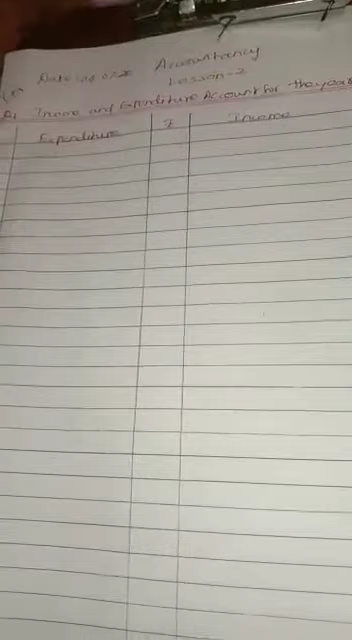 Accountancy
Lesson-2
Income and Expenditure Account for the year
Expenditure ₹ Income